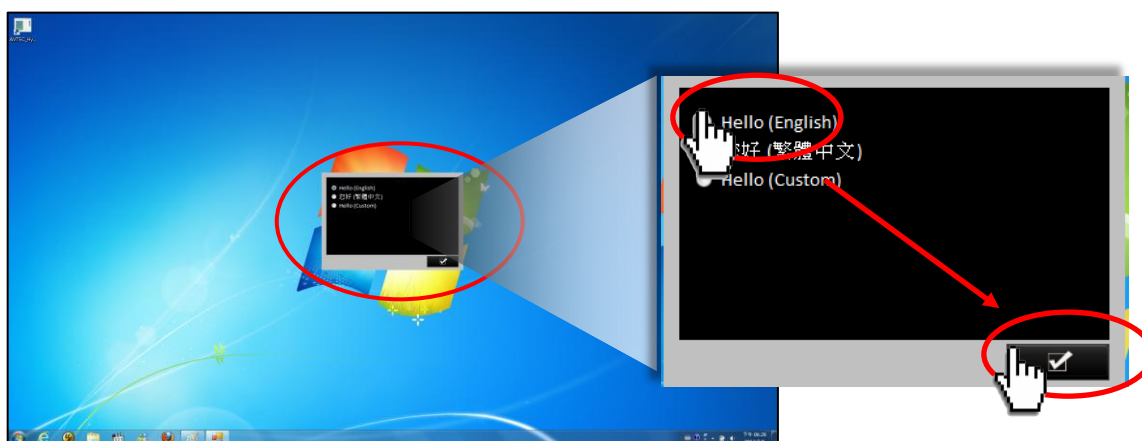 Hello (English)
您好 (繁體中文)
Hello (Custom)
Hello (English)
好 (繁體中文)
Hello (Custom)